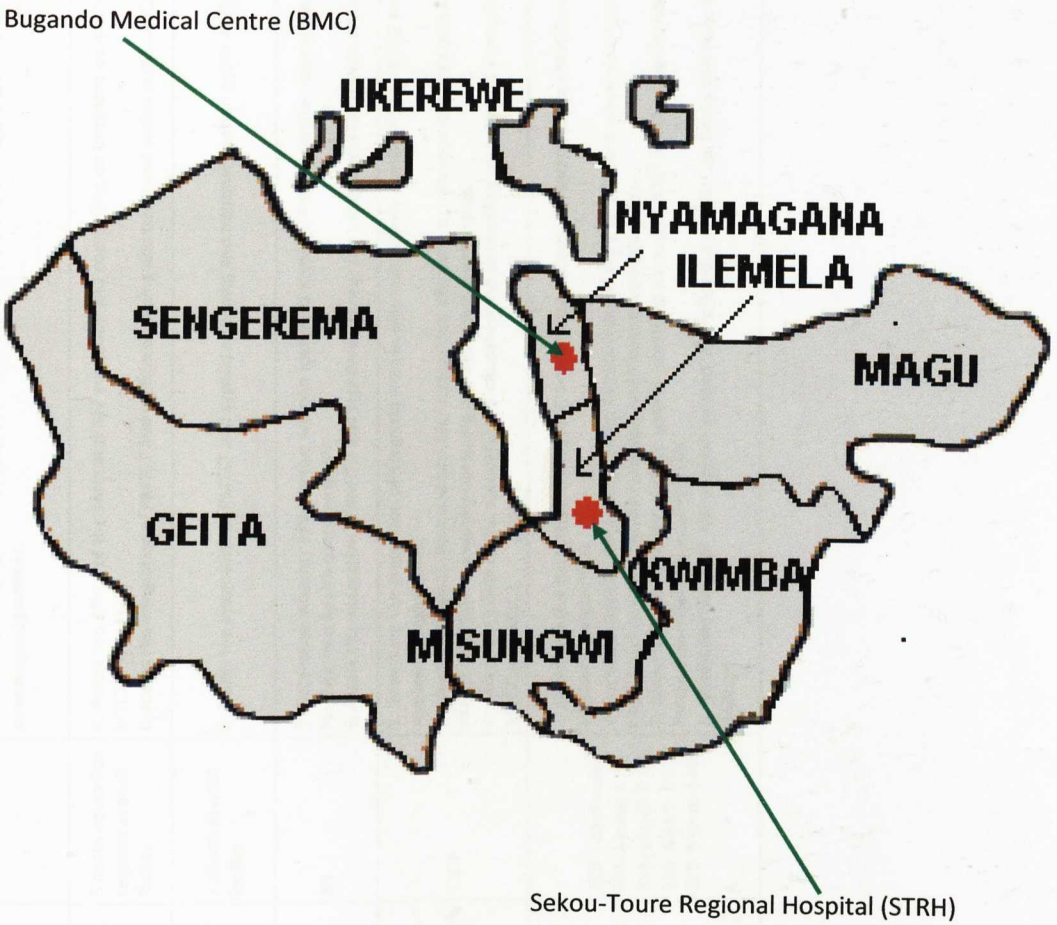 Bugando Medical Centre (BMC)
UKEREWE
NYAMAGANA
ILEMELA
SENGEREMA
MAGU
GEITA
KWIMBA
MISUNGWI
Sekou-Toure Regional Hospital (STRH)